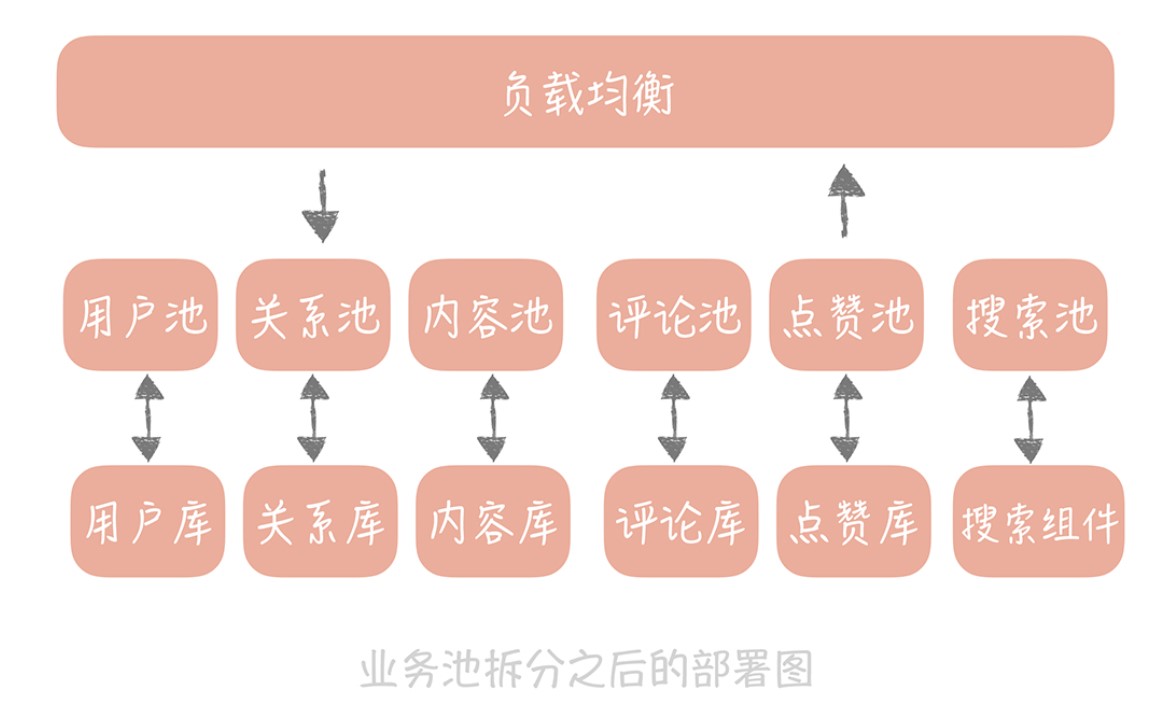 负载均衡
用户池 关系池 内容池 评论池 点赞池 搜索池
用户库 关系库 内容库 评论库 点赞库 搜索组件
业务池拆分之后的部署图